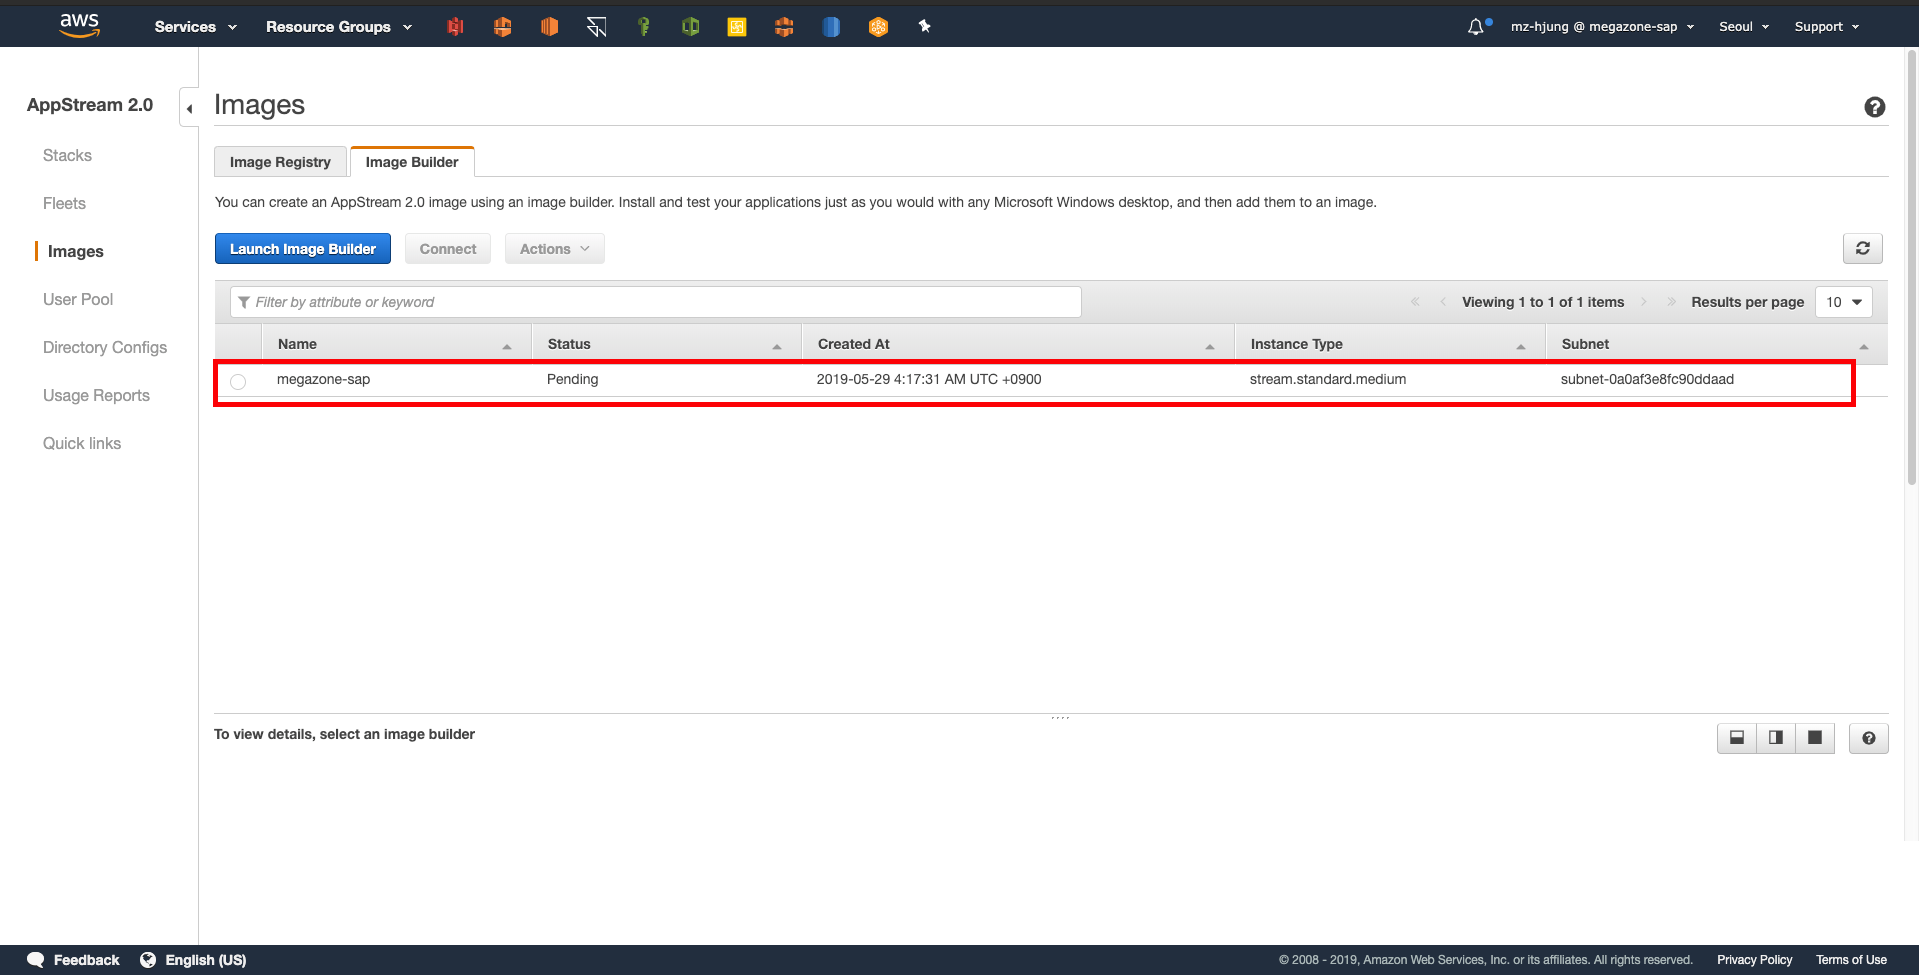 aws Services Resource Groups mz-hjung @ megazone-sap Seoul Support
AppStream 2.0
Stacks
Fleets
Images
User Pool
Directory Configs
Usage Reports
Quick links
Images
Image Registry Image Builder
You can create an AppStream 2.0 image using an image builder. Install and test your applications just as you would with any Microsoft Windows desktop, and then add them to an image.
Launch Image Builder Connect Actions
Filter by attribute or keyword Viewing 1 to 1 of 1 items Results per page 10
Name Status Created At Instance Type Subnet
megazone-sap Pending 2019-05-29 4:17:31 AM UTC +0900 stream.standard.medium subnet-0a0af3e8fc90ddaad
To view details, select an image builder
Feedback English (US) © 2008 - 2019, Amazon Web Services, Inc. or its affiliates. All rights reserved. Privacy Policy Terms of Use